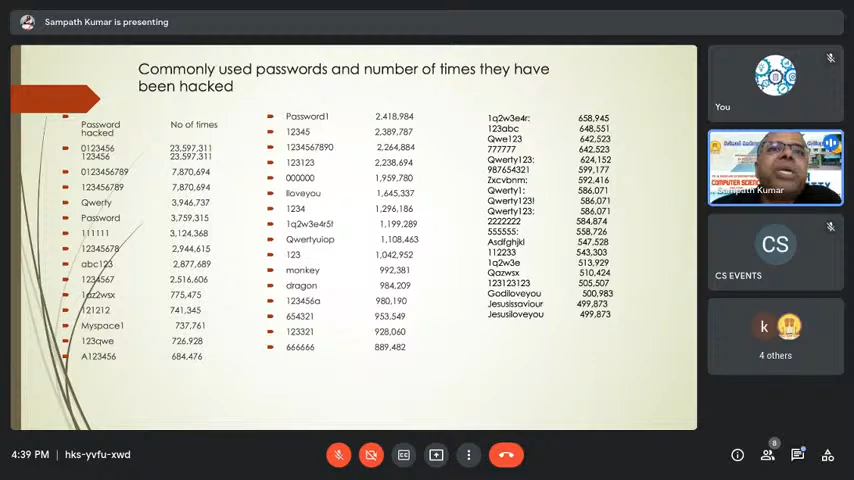 Sampath Kumar is presenting
Commonly used passwords and number of times they have
been hacked
Password No of times
hacked
0123456 23,597,311
123456 23,597,311
0123456789 7,870,694
123456789 7,870,694
Qwerty 3,946,737
Password 3,759,315
111111 3,124,368
12345678 2,944,615
abc123 2,877,689
1234567 2,516,606
1qz2wsx 775,475
121212 741,345
Myspace1 737,761
123qwe 726,928
A123456 684,476
Password1 2,418,984
12345 2,389,787
1234567890 2,264,884
123123 2,238,694
000000 1,959,780
Iloveyou 1,645,337
1234 1,296,186
1q2w3e4r5t 1,199,289
Qwertyuiop 1,108,463
123 1,042,952
monkey 992,381
dragon 984,209
123456a 980,190
654321 953,549
123321 928,060
666666 889,482
1q2w3e4r: 658,945
123abc 648,551
Qwe123 642,523
777777 642,523
Qwerty123: 624,152
987654321 599,177
Zxcvbnm: 592,416
Qwerty1: 586,071
Qwerty123! 586,071
Qwerty123: 586,071
2222222 584,874
555555: 558,726
Asdfghjkl 547,528
112233 543,303
1q2w3e 513,929
Qazwsx 510,424
123123123 505,507
Godiloveyou 500,983
Jesusissaviour 499,873
Jesusiloveyou 499,873
You
COMPUTER SCIEN
Sampath Kumar
CS
CS EVENTS
k
4 others
4:39 PM | hks-yvfu-xwd
8